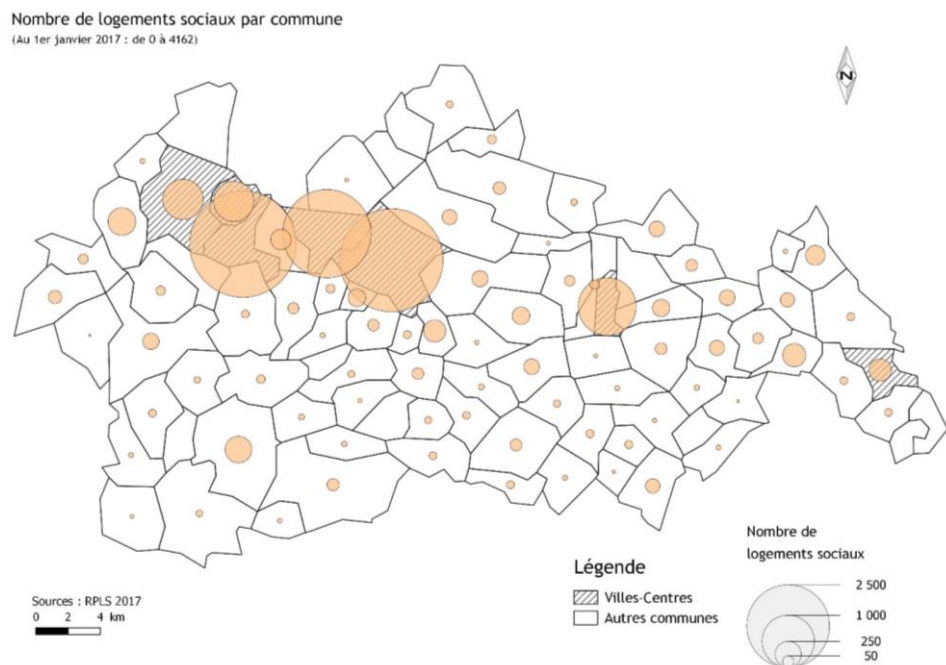 Nombre de logements sociaux par commune
(Au 1er janvier 2017 : de 0 à 4162)
N
Nombre de
logements sociaux
Légende
Villes-Centres
Autres communes
2 500
1 000
250
50
Sources : RPLS 2017
0 2 4 km